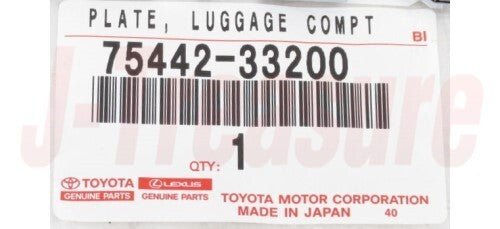 PLATE, LUGGAGE COMPT
BI
75442-33200
J-Treasure
QTY: 1
TOYOTA LEXUS
GENUINE PARTS GENUINE PARTS
TOYOTA MOTOR CORPORATION
MADE IN JAPAN 40